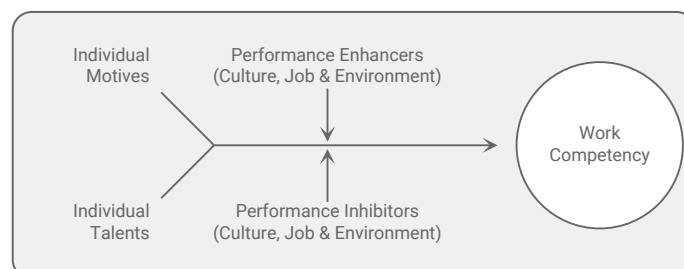 Individual
Motives
Performance Enhancers
(Culture, Job & Environment)
Work
Competency
Individual
Talents
Performance Inhibitors
(Culture, Job & Environment)